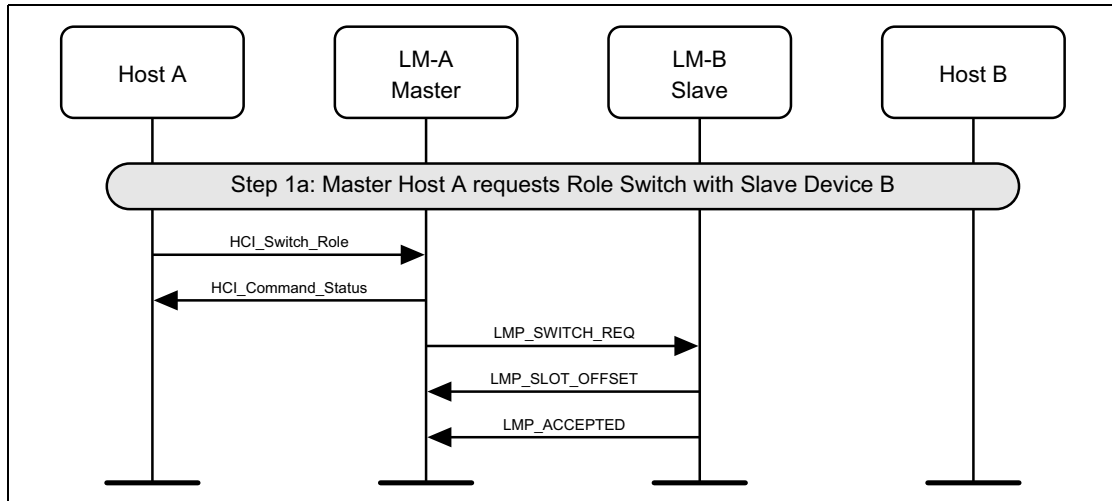 Host A
LM-A
Master
LM-B
Slave
Host B
Step 1a: Master Host A requests Role Switch with Slave Device B
HCI_Switch_Role
HCI_Command_Status
LMP_SWITCH_REQ
LMP_SLOT_OFFSET
LMP_ACCEPTED